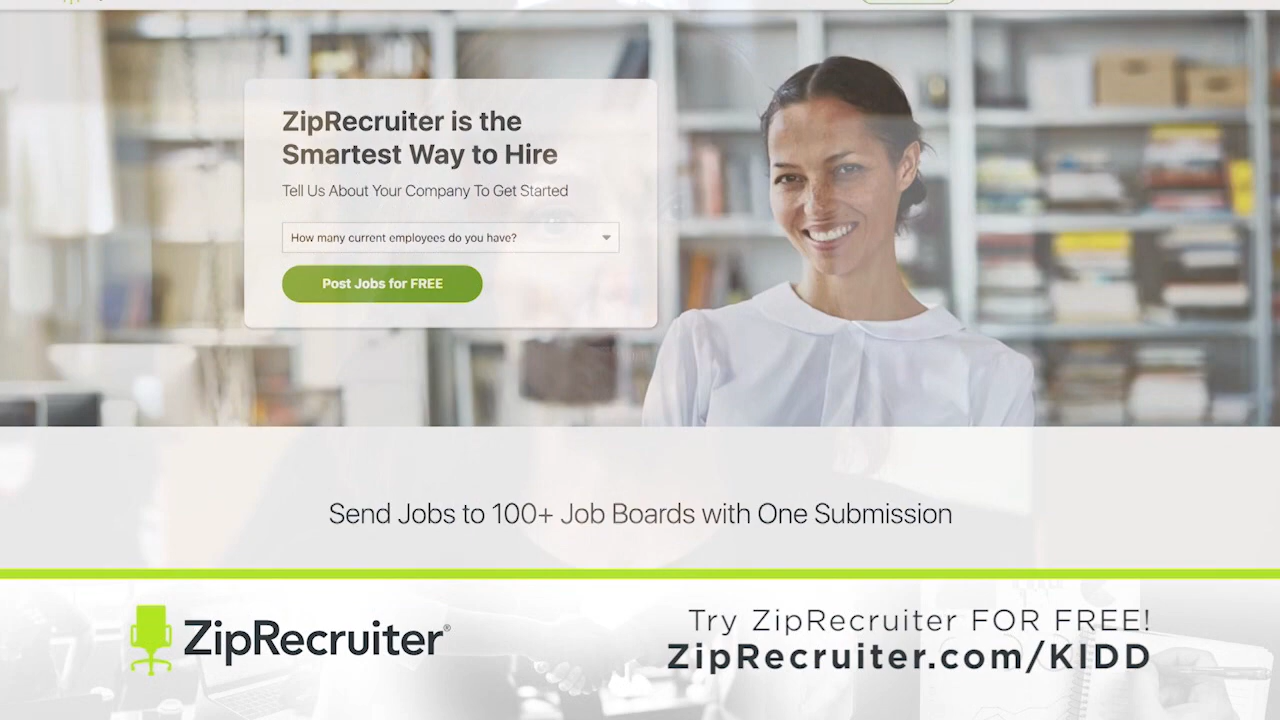 ZipRecruiter is the
Smartest Way to Hire
Tell Us About Your Company To Get Started
How many current employees do you have?
Post Jobs for FREE
Send Jobs to 100+ Job Boards with One Submission
ZipRecruiter®
Try ZipRecruiter FOR FREE!
ZipRecruiter.com/KIDD